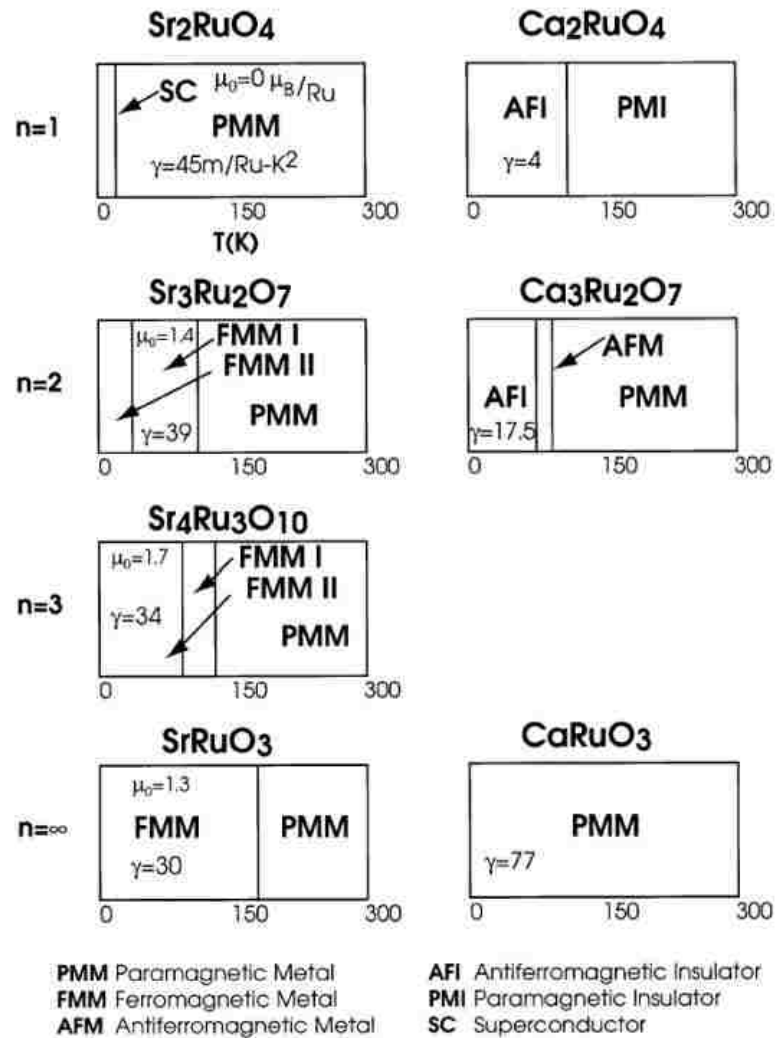 Sr2RuO4
Ca2RuO4
n=1
SC μ0=0 μB/Ru
PMM
γ=45m/Ru-K2
0 150 300
T(K)
AFI PMI
γ=4
0 150 300
Sr3Ru2O7
Ca3Ru2O7
n=2
μ0=1.4 FMM I
FMM II
PMM
γ=39
0 150 300
AFM
AFI PMM
γ=17.5
0 150 300
Sr4Ru3O10
n=3
μ0=1.7 FMM I
FMM II
γ=34
PMM
0 150 300
SrRuO3
CaRuO3
n=∞
μ0=1.3
FMM PMM
γ=30
0 150 300
PMM
γ=77
0 150 300
PMM Paramagnetic Metal
FMM Ferromagnetic Metal
AFM Antiferromagnetic Metal
AFI Antiferromagnetic Insulator
PMI Paramagnetic Insulator
SC Superconductor